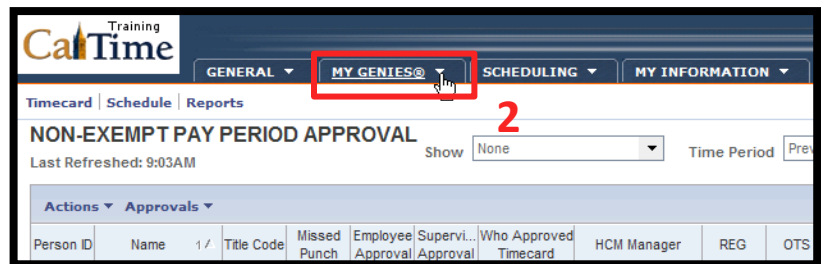 Training
CalTime
GENERAL MY GENIES® SCHEDULING MY INFORMATION
Timecard Schedule Reports
2
NON-EXEMPT PAY PERIOD APPROVAL
Show None Time Period Prev
Last Refreshed: 9:03AM
Actions Approvals
Person ID Name 1 Title Code Missed Punch Employee Approval Supervi... Approval Who Approved Timecard HCM Manager REG OTS